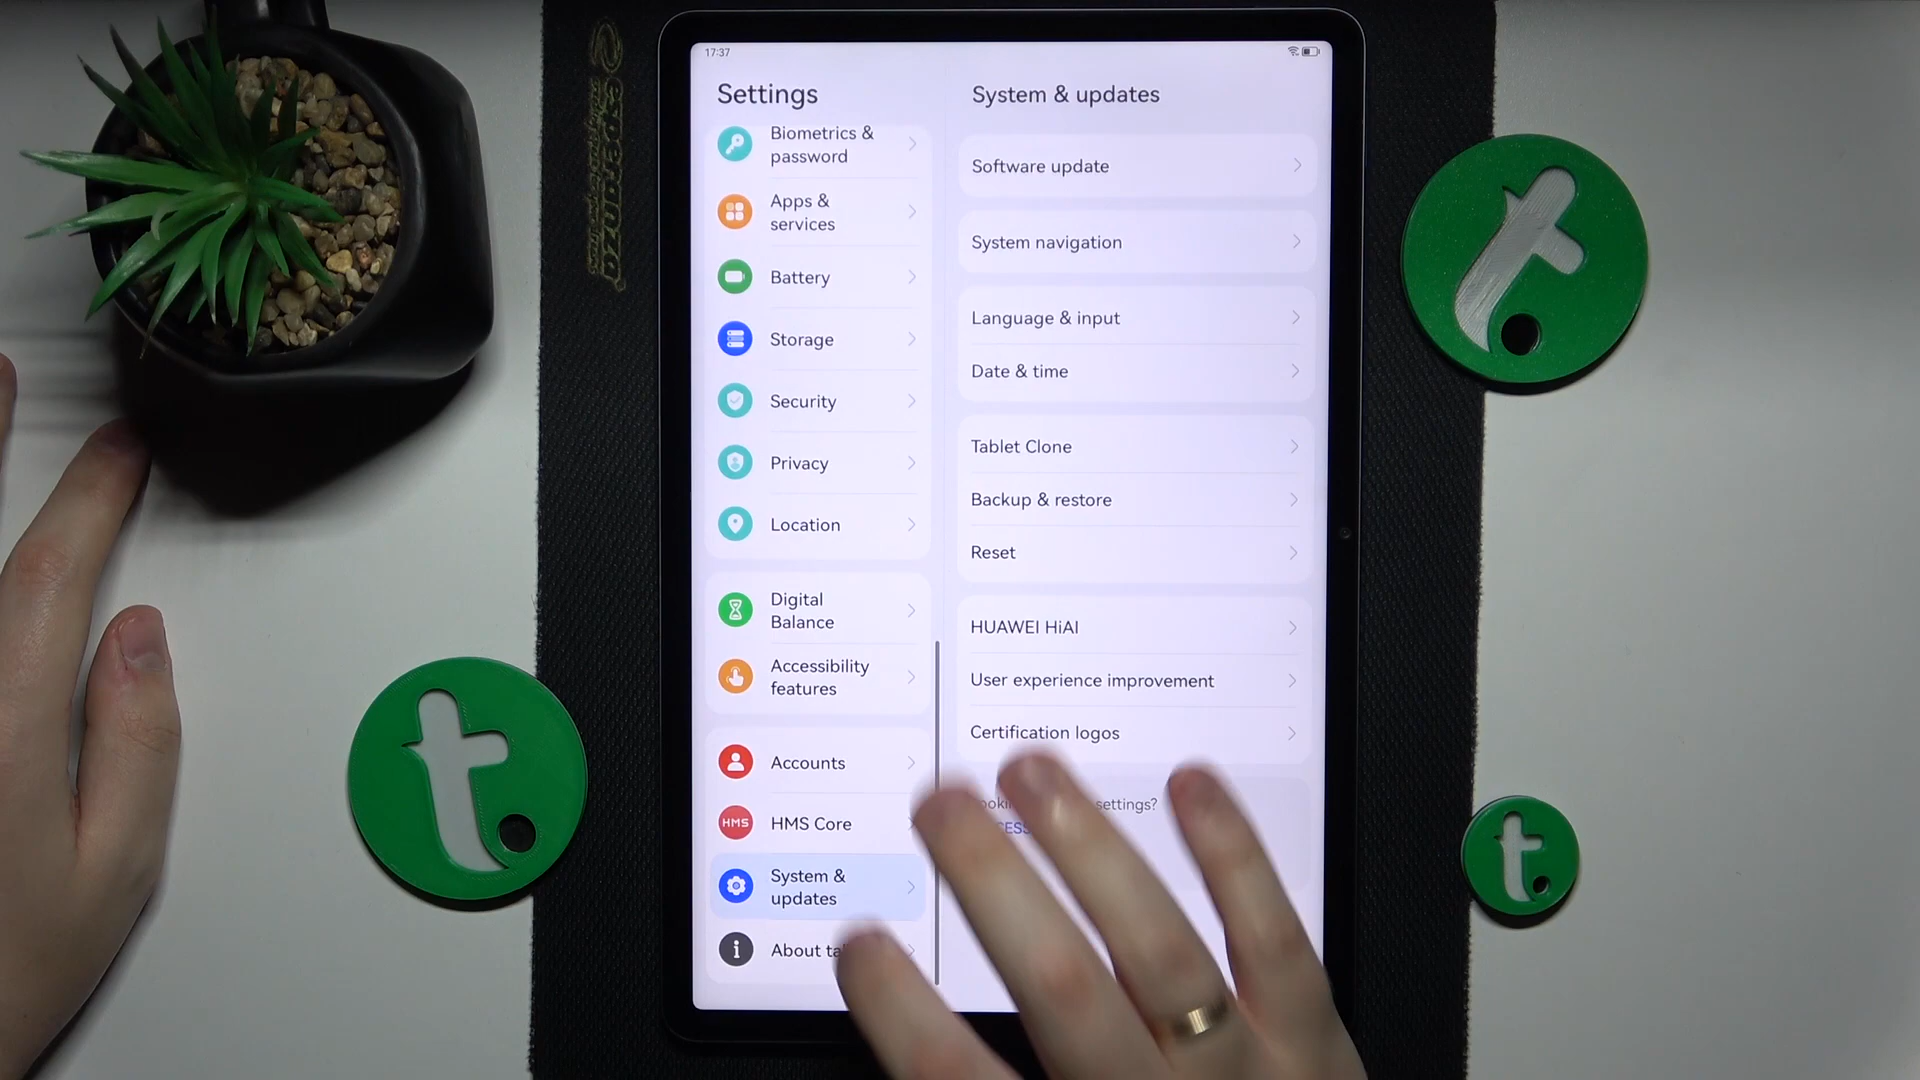 17:37
Settings
Biometrics &
password
Apps &
services
Battery
Storage
Security
Privacy
Location
Digital
Balance
Accessibility
features
Accounts
HMS
HMS Core
System &
updates
About
System & updates
Software update
System navigation
Language & input
Date & time
Tablet Clone
Backup & restore
Reset
HUAWEI HiAI
User experience improvement
Certification logos
settings?
esperanza